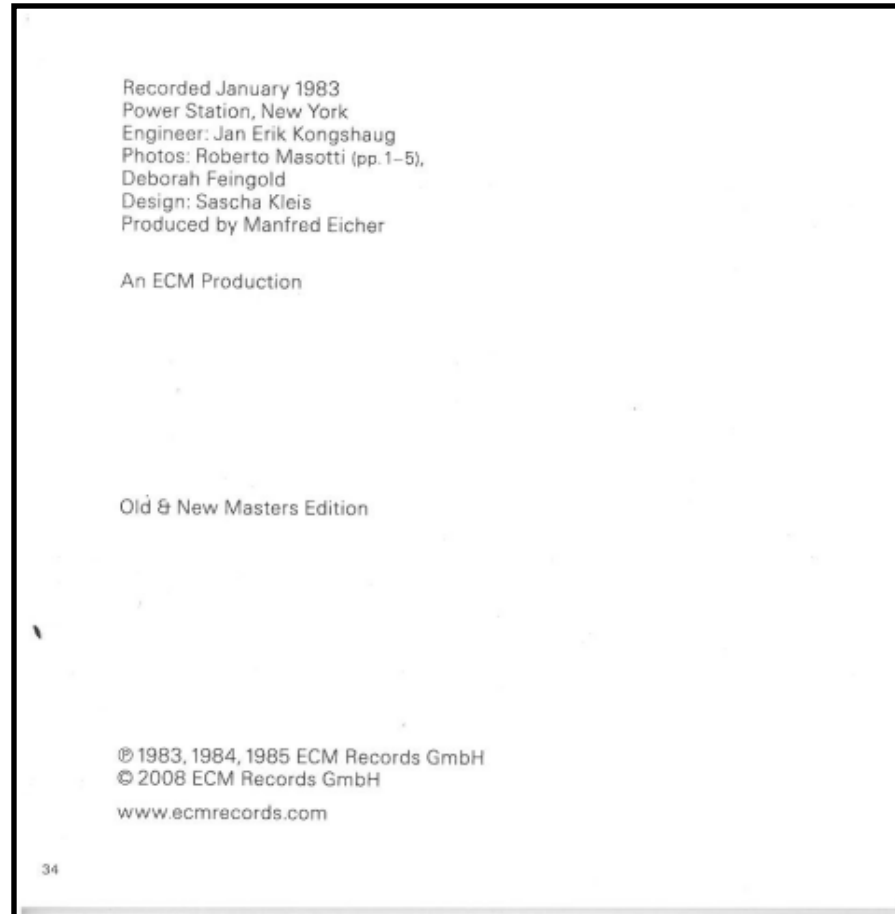 Recorded January 1983
Power Station, New York
Engineer: Jan Erik Kongshaug
Photos: Roberto Masotti (pp. 1–5),
Deborah Feingold
Design: Sascha Kleis
Produced by Manfred Eicher
An ECM Production
Old & New Masters Edition
℗ 1983, 1984, 1985 ECM Records GmbH
© 2008 ECM Records GmbH
www.ecmrecords.com
34